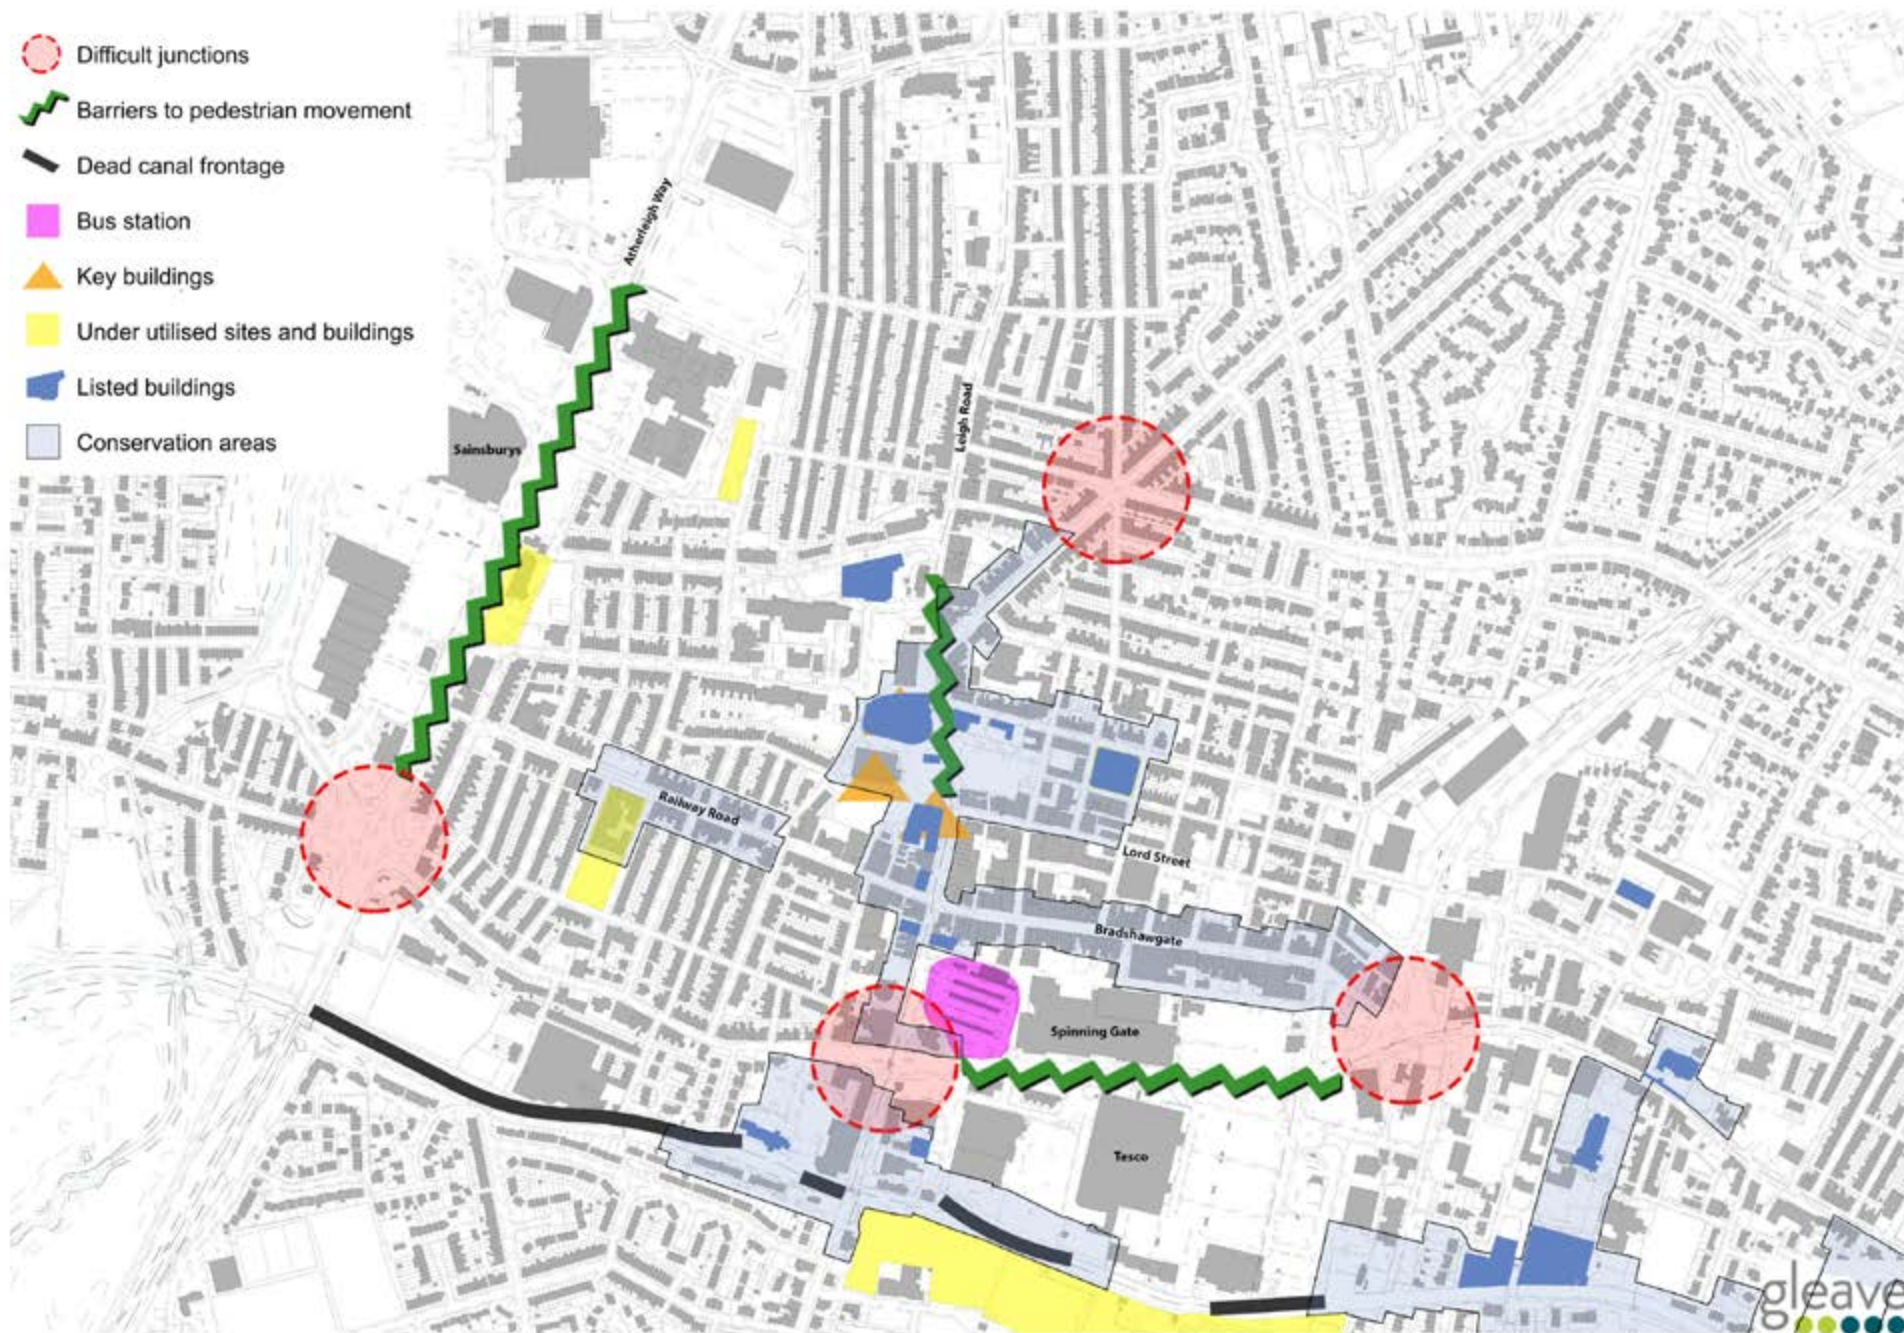 Difficult junctions
Barriers to pedestrian movement
Dead canal frontage
Bus station
Key buildings
Under utilised sites and buildings
Listed buildings
Conservation areas
Atherleigh Way
Leigh Road
Sainsburys
Railway Road
Lord Street
Bradshawgate
Spinning Gate
Tesco
gleave